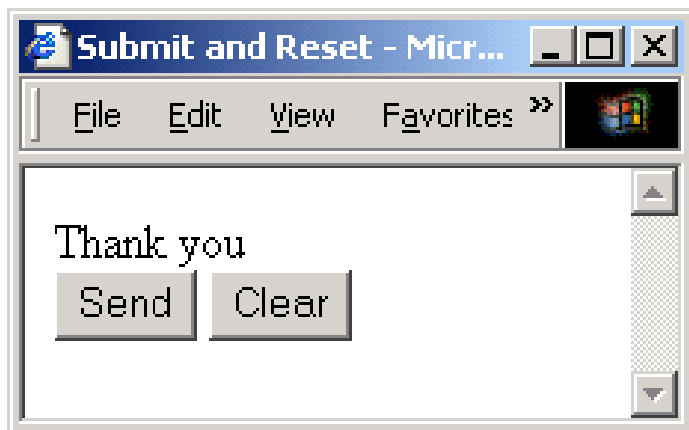 Submit and Reset - Micr...
File Edit View Favorites »
Thank you
Send Clear